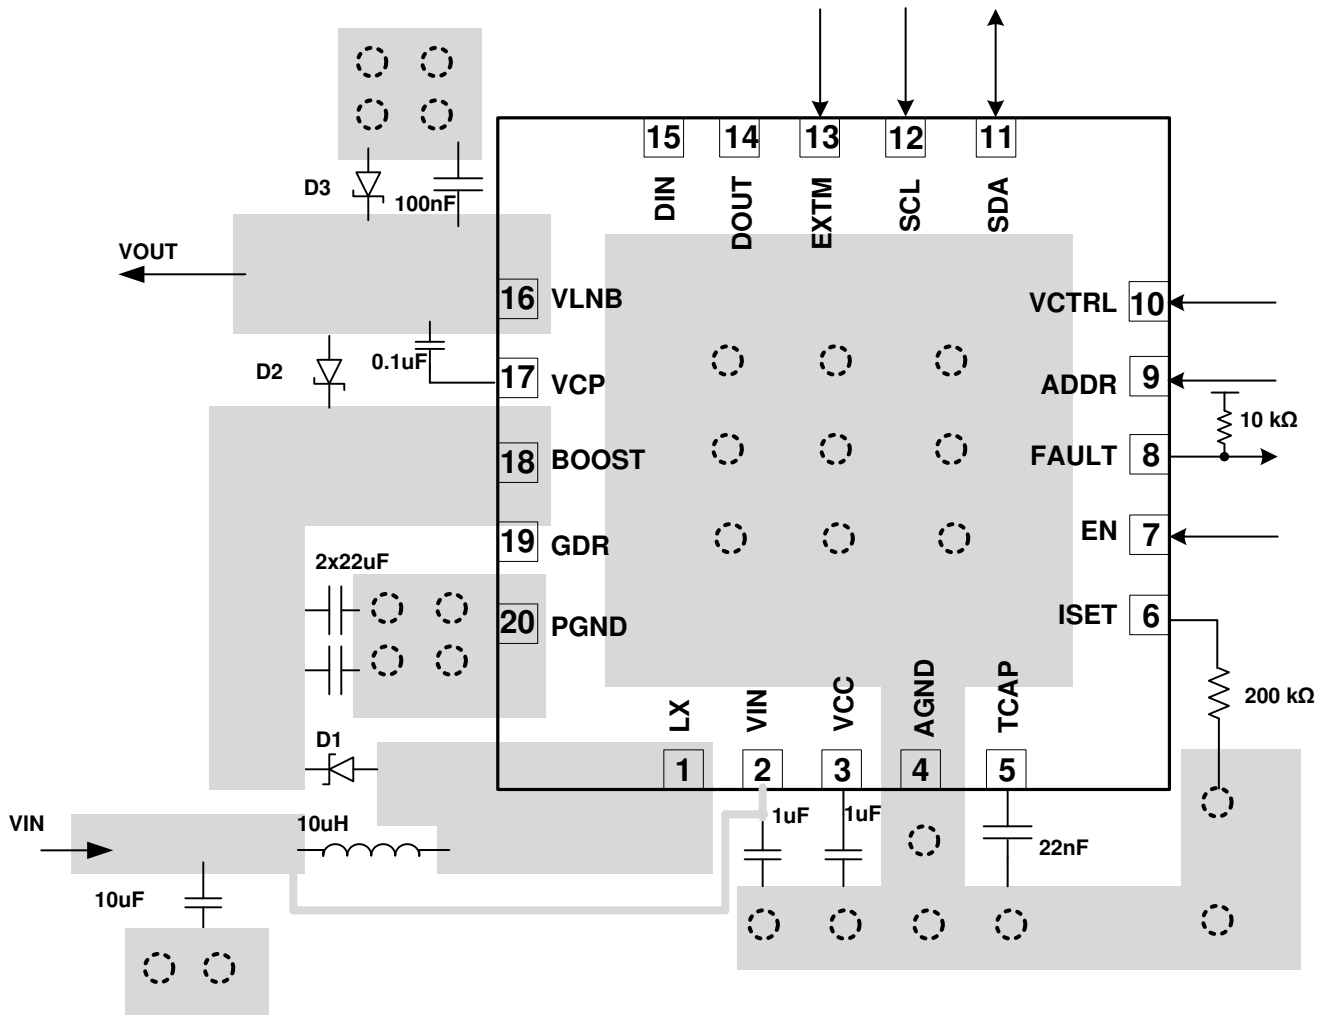 15
14
13
12
11
DIN
DOUT
EXTM
SCL
SDA
D3
100nF
VOUT
16
VLNB
VCTRL
10
D2
0.1uF
17
VCP
ADDR
9
10 kΩ
18
BOOST
FAULT
8
19
GDR
EN
7
2x22uF
20
PGND
ISET
6
LX
VIN
VCC
AGND
TCAP
200 kΩ
D1
1
2
3
4
5
VIN
10uH
1uF
1uF
22nF
10uF